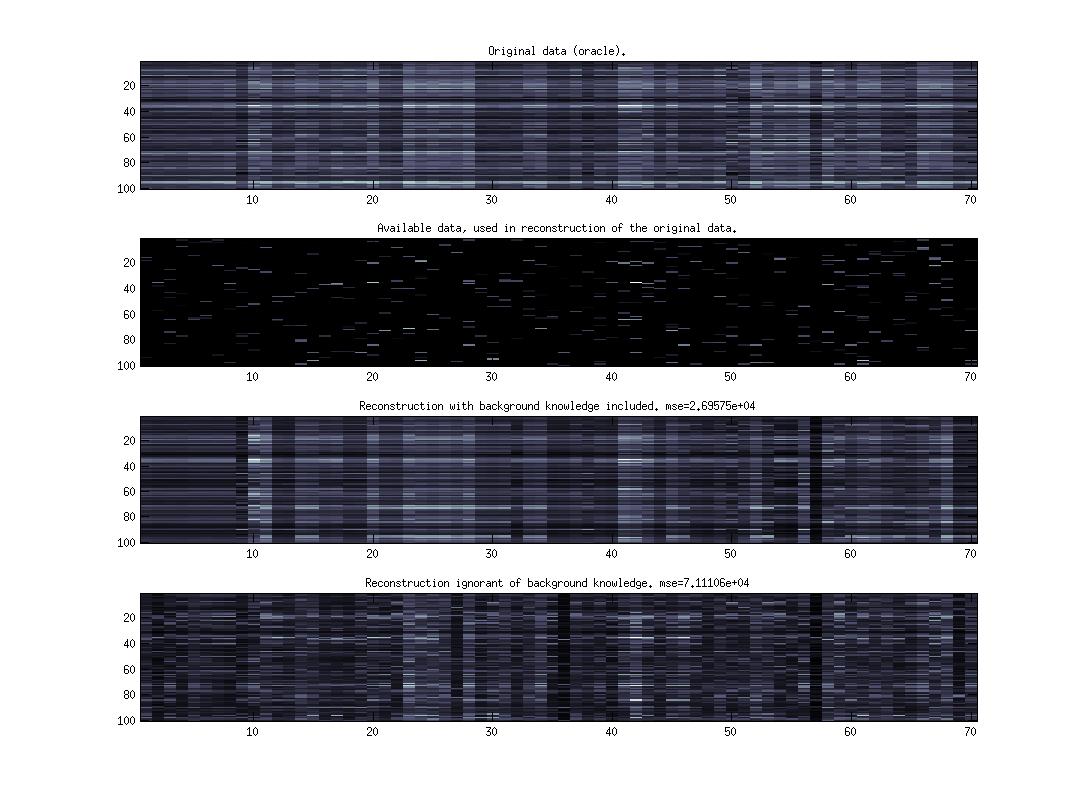 Original data (oracle).
20
40
60
80
100
10 20 30 40 50 60 70
Available data, used in reconstruction of the original data.
20
40
60
80
100
10 20 30 40 50 60 70
Reconstruction with background knowledge included. mse=2.69575e+04
20
40
60
80
100
10 20 30 40 50 60 70
Reconstruction ignorant of background knowledge. mse=7.11106e+04
20
40
60
80
100
10 20 30 40 50 60 70